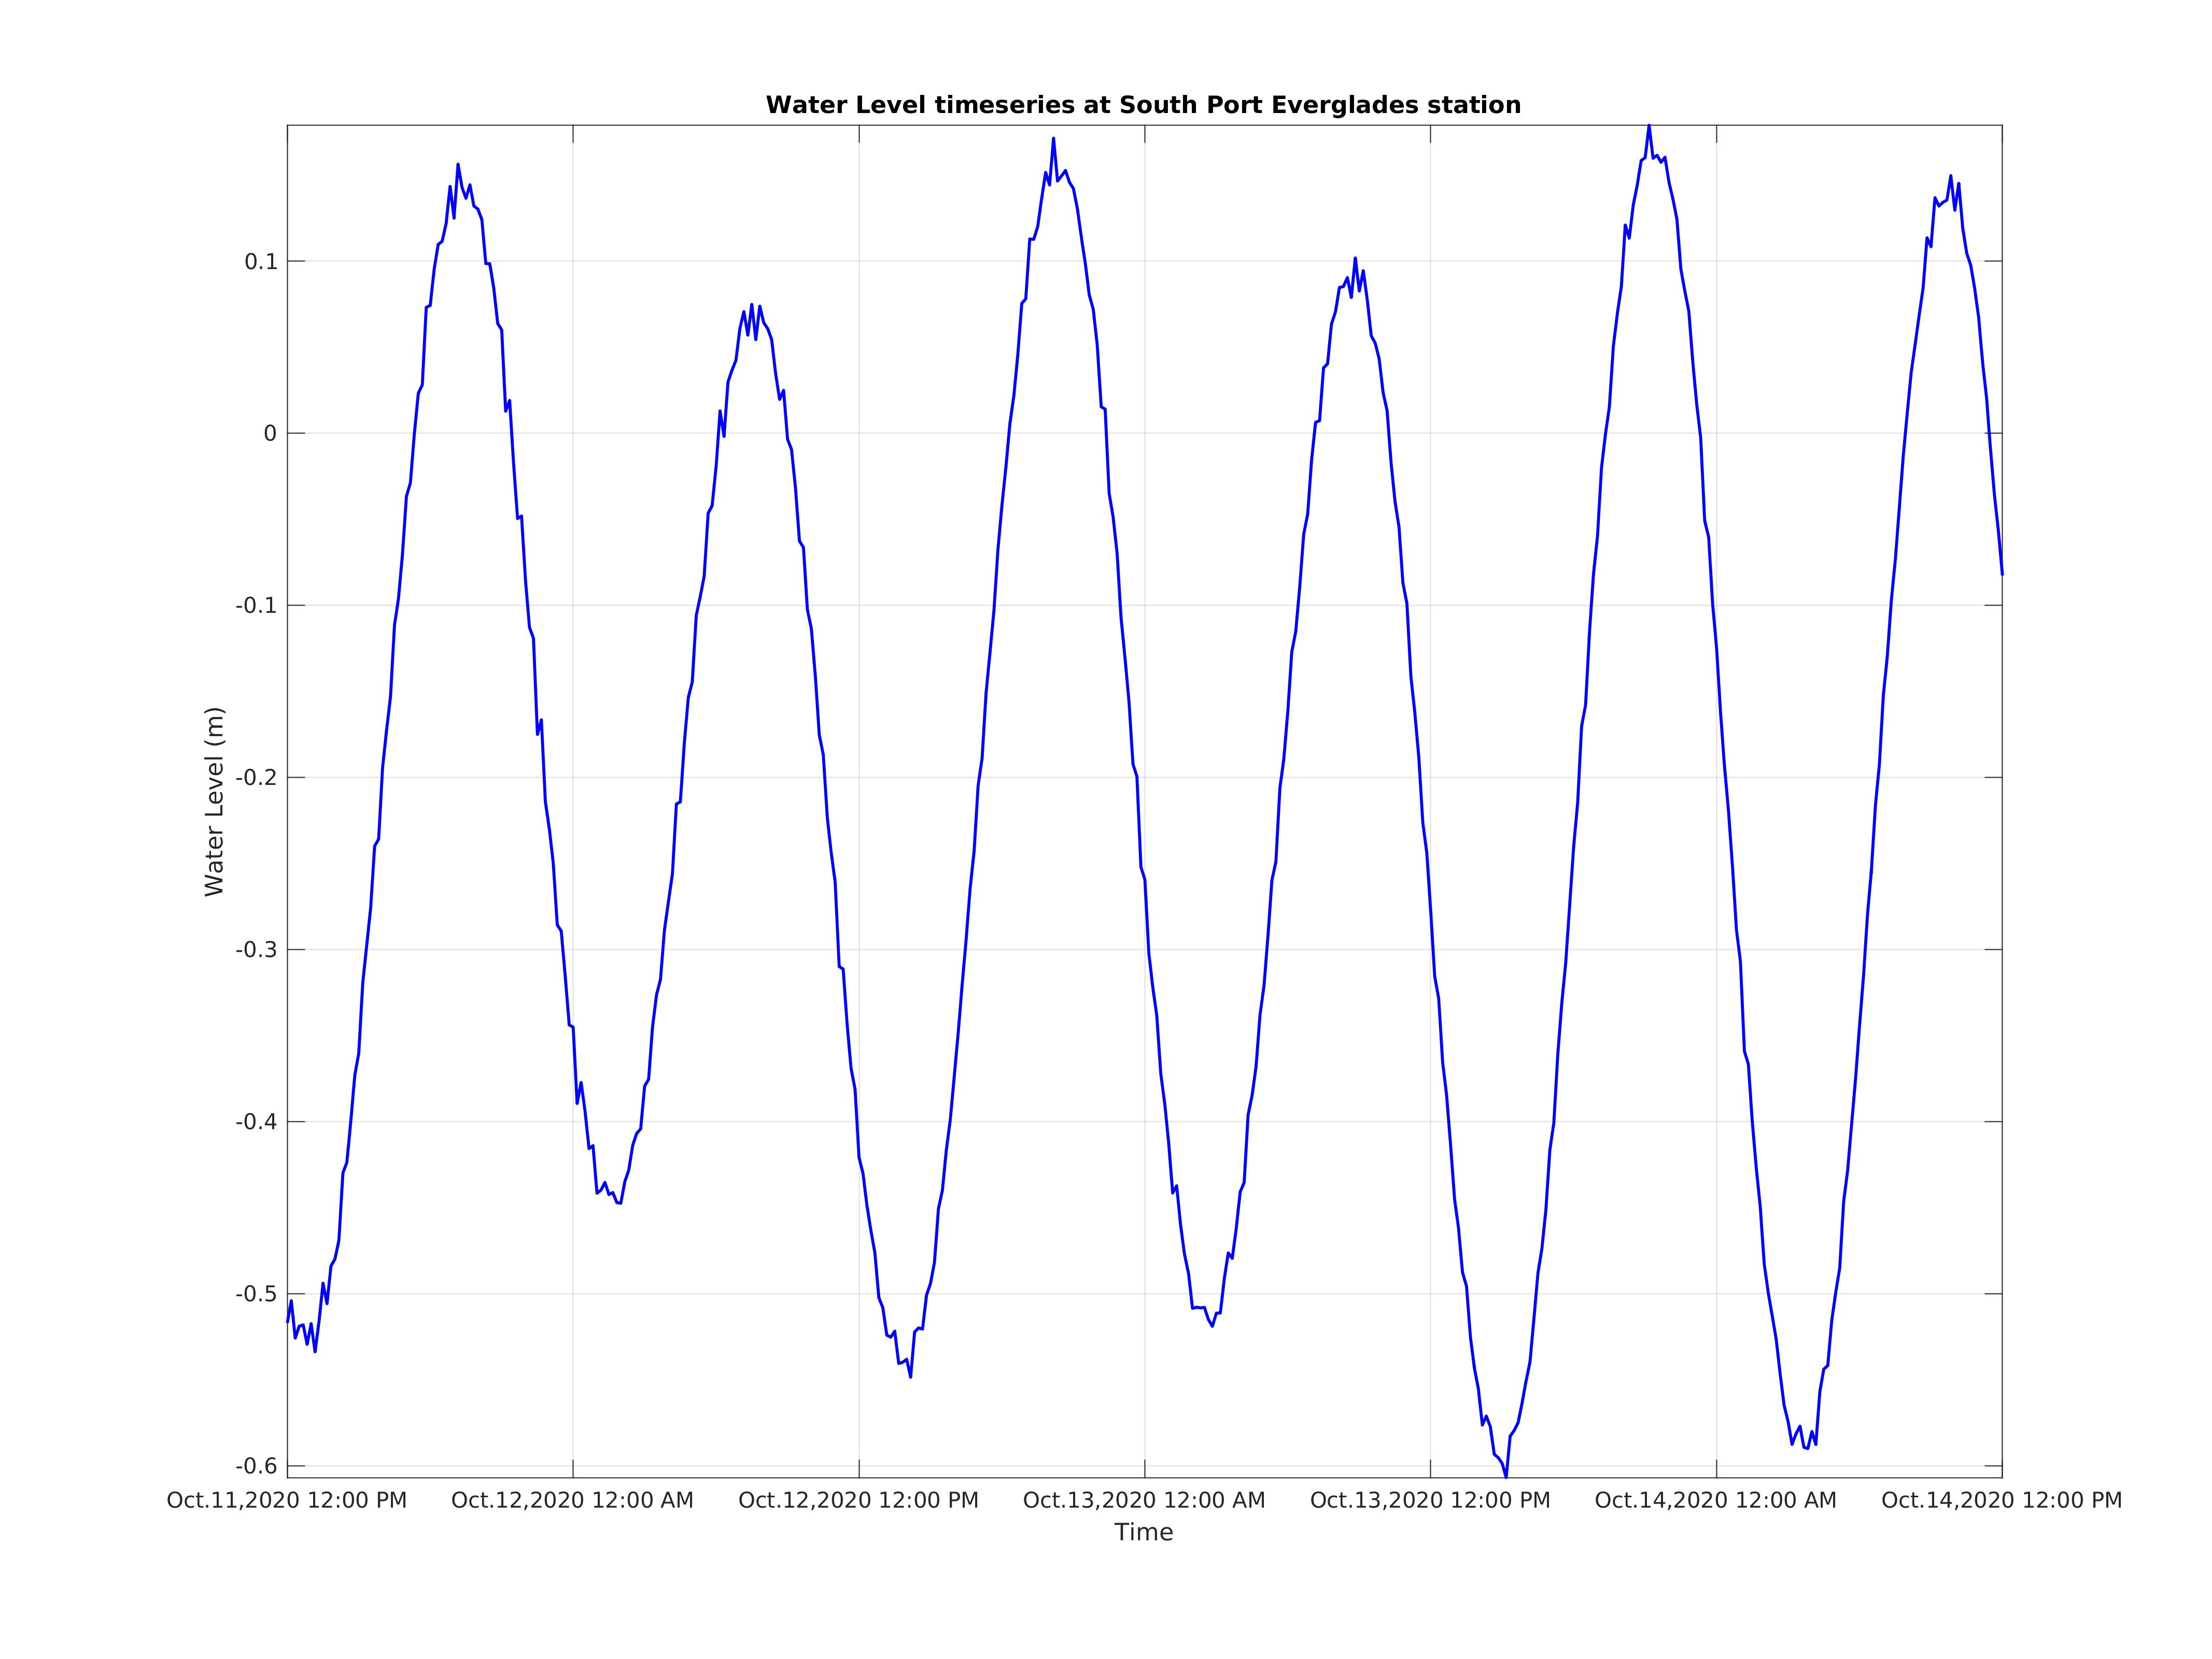 Water Level timeseries at South Port Everglades station
0.1
0
-0.1
-0.2
-0.3
-0.4
-0.5
-0.6
Water Level (m)
Oct.11,2020 12:00 PM
Oct.12,2020 12:00 AM
Oct.12,2020 12:00 PM
Oct.13,2020 12:00 AM
Oct.13,2020 12:00 PM
Oct.14,2020 12:00 AM
Oct.14,2020 12:00 PM
Time